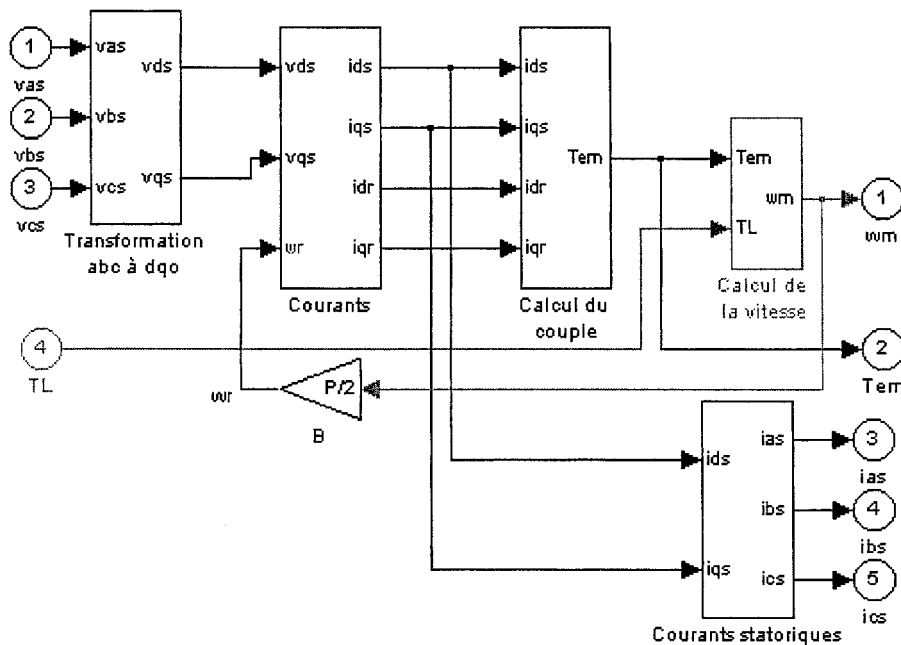 1
vas
2
vbs
3
vcs
vas
vbs
vcs
vds
vqs
Transformation
abc à dqo
vds
vqs
wr
ids
iqs
idr
iqr
Courants
ids
iqs
idr
iqr
Tem
Calcul du
couple
Tem
TL
wm
Calcul de
la vitesse
1
wm
2
Tem
4
TL
wr
P/2
B
ids
iqs
ias
ibs
ics
Courants statoriques
3
ias
4
ibs
5
ics